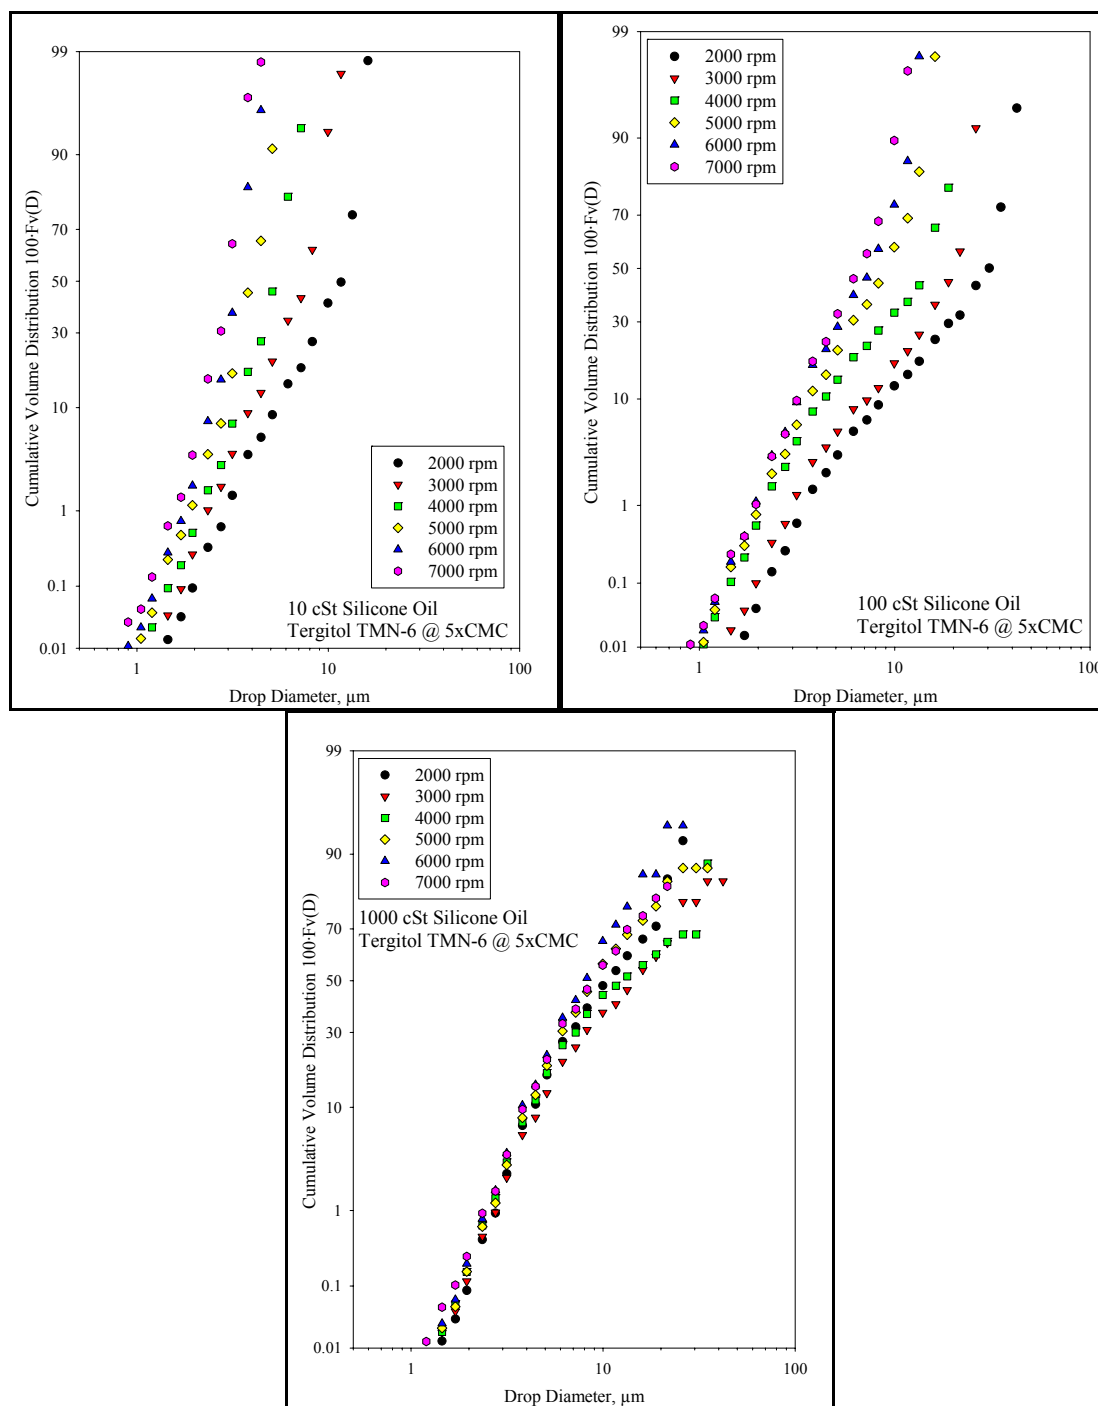 99
90
70
50
30
10
1
0.1
0.01
Cumulative Volume Distribution 100·Fv(D)
2000 rpm
3000 rpm
4000 rpm
5000 rpm
6000 rpm
7000 rpm
10 cSt Silicone Oil
Tergitol TMN-6 @ 5xCMC
1 10 100
Drop Diameter, µm
99
90
70
50
30
10
1
0.1
0.01
Cumulative Volume Distribution 100·Fv(D)
2000 rpm
3000 rpm
4000 rpm
5000 rpm
6000 rpm
7000 rpm
100 cSt Silicone Oil
Tergitol TMN-6 @ 5xCMC
1 10 100
Drop Diameter, µm
99
90
70
50
30
10
1
0.1
0.01
Cumulative Volume Distribution 100·Fv(D)
2000 rpm
3000 rpm
4000 rpm
5000 rpm
6000 rpm
7000 rpm
1000 cSt Silicone Oil
Tergitol TMN-6 @ 5xCMC
1 10 100
Drop Diameter, µm